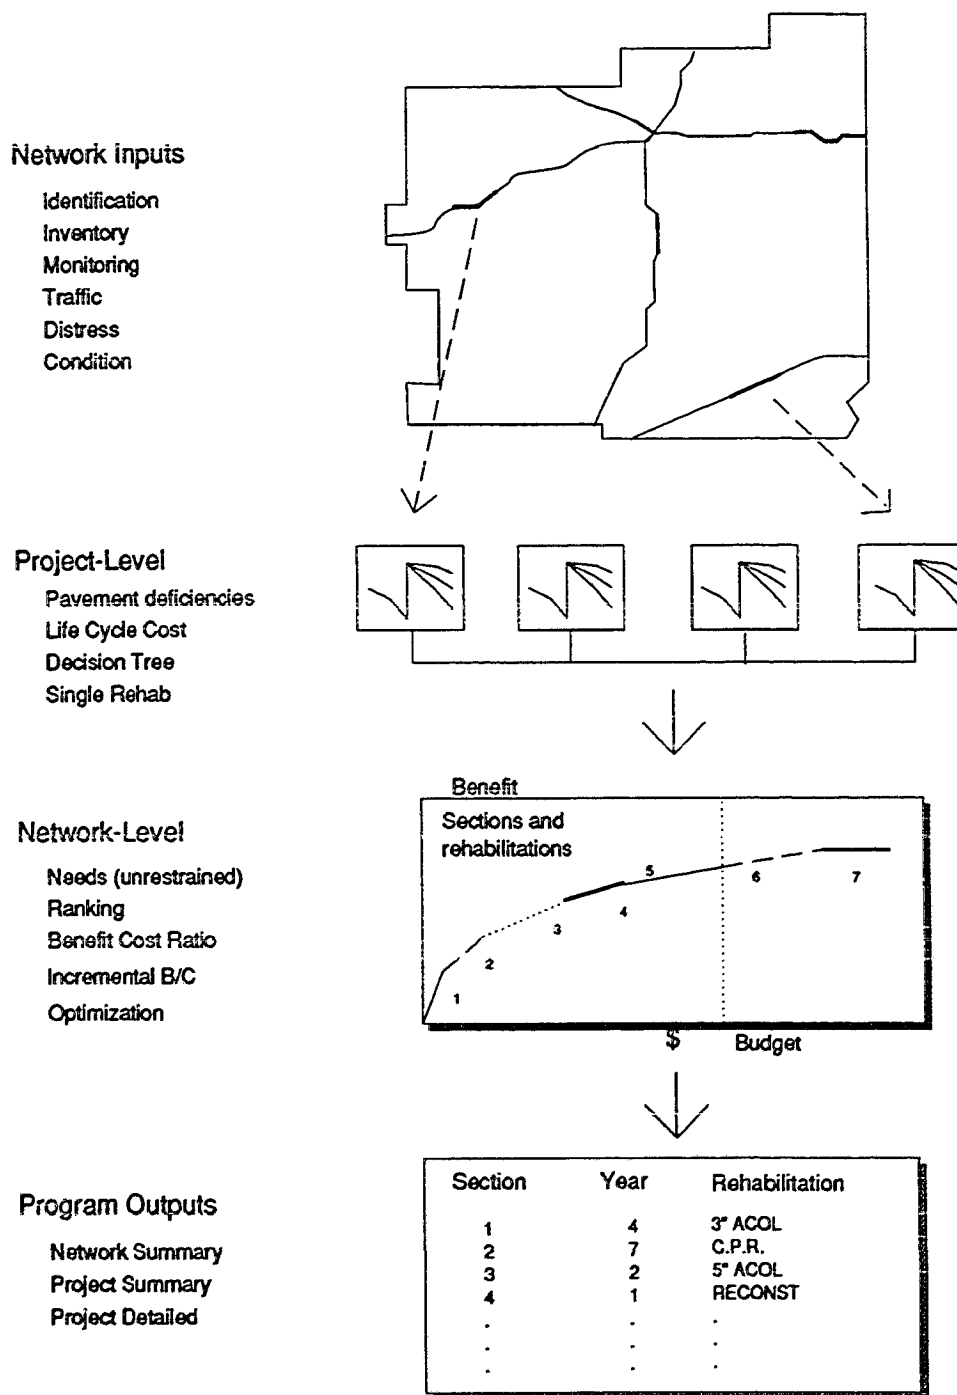 Network Inputs
Identification
Inventory
Monitoring
Traffic
Distress
Condition
Project-Level
Pavement deficiencies
Life Cycle Cost
Decision Tree
Single Rehab
Network-Level
Needs (unrestrained)
Ranking
Benefit Cost Ratio
Incremental B/C
Optimization
Benefit
Sections and
rehabilitations
1
2
3
4
5
6
7
$ Budget
Program Outputs
Network Summary
Project Summary
Project Detailed
Section Year Rehabilitation
1 4 3" ACOL
2 7 C.P.R.
3 2 5" ACOL
4 1 RECONST
. . .
. . .
. . .